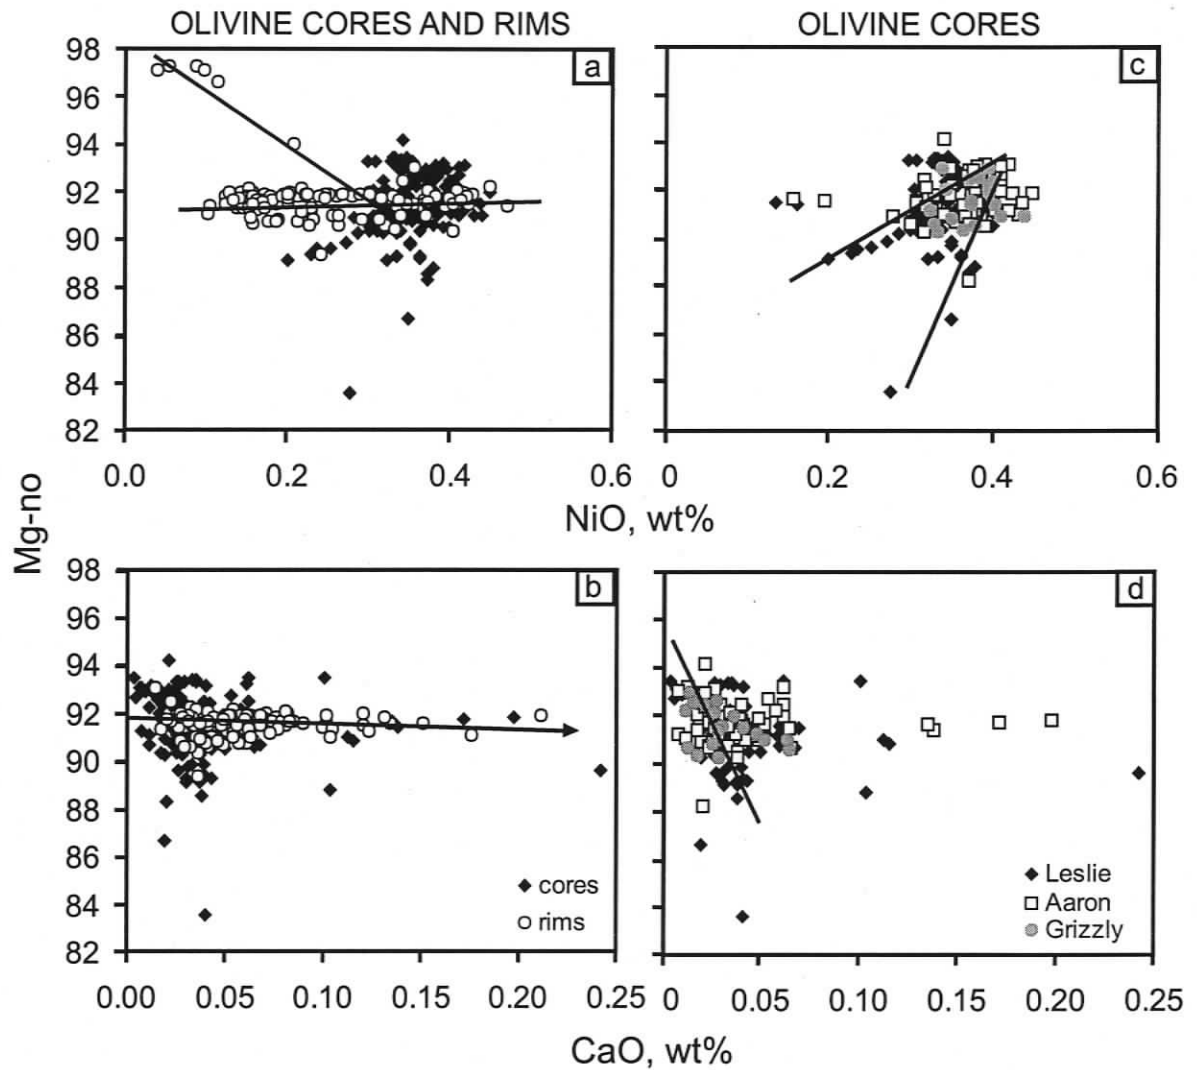 OLIVINE CORES AND RIMS
OLIVINE CORES
98
96
94
92
90
88
86
84
82
a
c
0.0
0.2
0.4
0.6
0
0.2
0.4
0.6
NiO, wt%
Mg-no
98
96
94
92
90
88
86
84
82
b
cores
rims
d
Leslie
Aaron
Grizzly
0.00
0.05
0.10
0.15
0.20
0.25
0
0.05
0.10
0.15
0.20
0.25
CaO, wt%